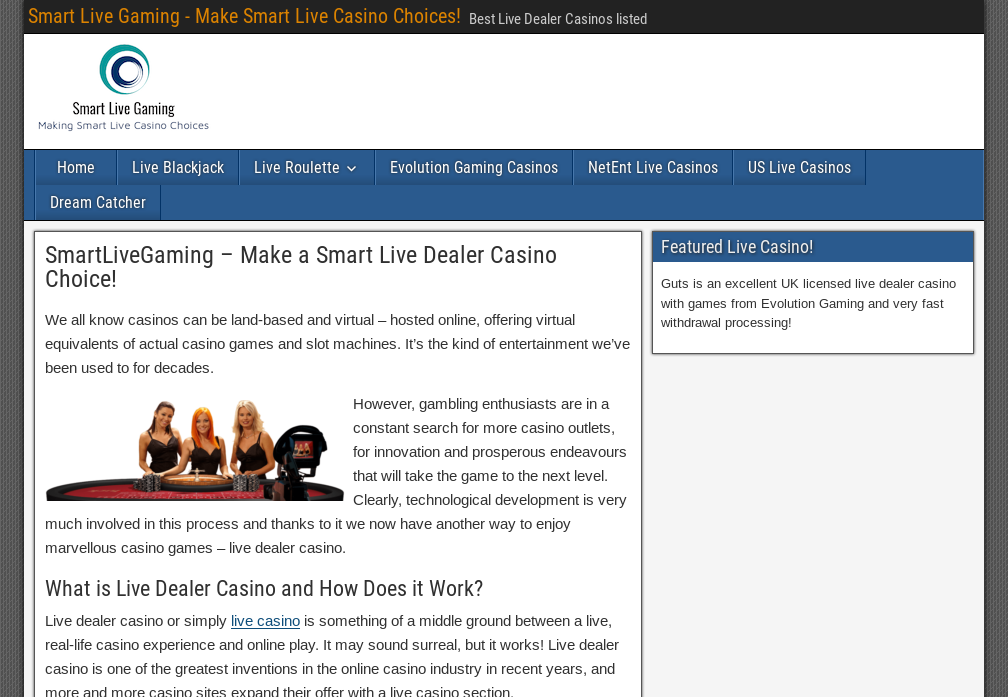 Smart Live Gaming - Make Smart Live Casino Choices! Best Live Dealer Casinos listed
Smart Live Gaming
Making Smart Live Casino Choices
Home Live Blackjack Live Roulette Evolution Gaming Casinos NetEnt Live Casinos US Live Casinos
Dream Catcher
SmartLiveGaming – Make a Smart Live Dealer Casino
Choice!
We all know casinos can be land-based and virtual – hosted online, offering virtual
equivalents of actual casino games and slot machines. It’s the kind of entertainment we’ve
been used to for decades.
However, gambling enthusiasts are in a
constant search for more casino outlets,
for innovation and prosperous endeavours
that will take the game to the next level.
Clearly, technological development is very
much involved in this process and thanks to it we now have another way to enjoy
marvellous casino games – live dealer casino.
What is Live Dealer Casino and How Does it Work?
Live dealer casino or simply live casino is something of a middle ground between a live,
real-life casino experience and online play. It may sound surreal, but it works! Live dealer
casino is one of the greatest inventions in the online casino industry in recent years, and
more and more casino sites expand their offer with a live casino section.
Featured Live Casino!
Guts is an excellent UK licensed live dealer casino
with games from Evolution Gaming and very fast
withdrawal processing!